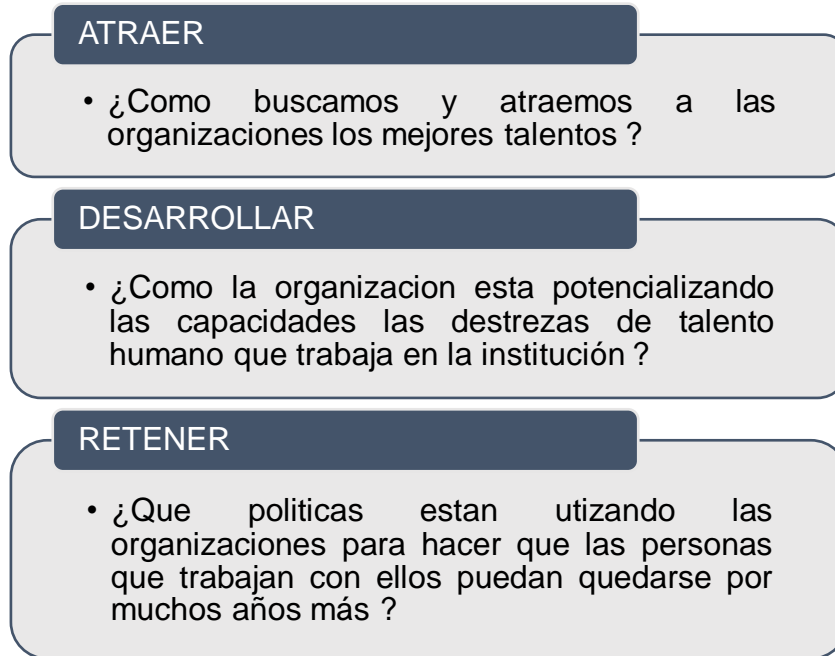 ATRAER
• ¿Como buscamos y atraemos a las
organizaciones los mejores talentos ?
DESARROLLAR
• ¿Como la organizacion esta potencializando
las capacidades las destrezas de talento
humano que trabaja en la institución ?
RETENER
• ¿Que politicas estan utizando las
organizaciones para hacer que las personas
que trabajan con ellos puedan quedarse por
muchos años más ?